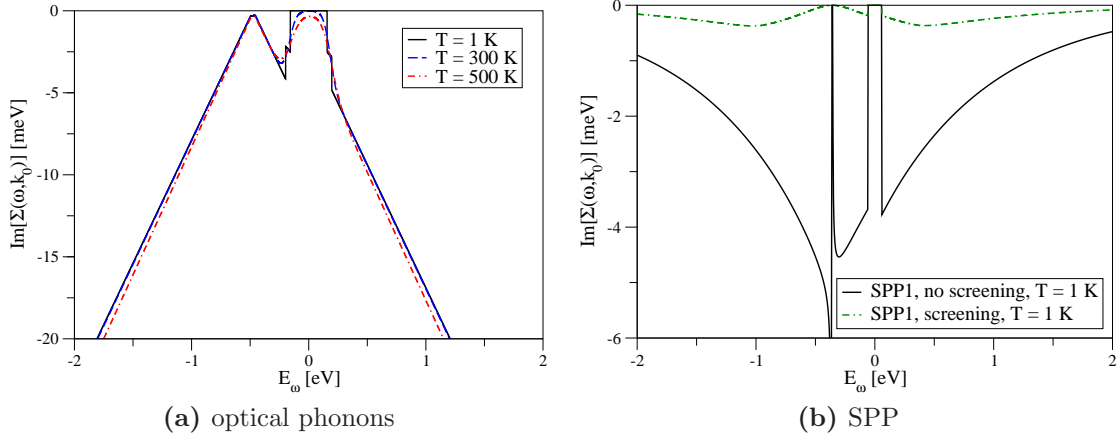 0
-5
-10
-15
-20
-2
-1
0
1
2
E_ω [eV]
Im[Σ(ω,k₀)] [meV]
T = 1 K
T = 300 K
T = 500 K
(a) optical phonons
0
-2
-4
-6
-2
-1
0
1
2
E_ω [eV]
Im[Σ(ω,k₀)] [meV]
SPP1, no screening, T = 1 K
SPP1, screening, T = 1 K
(b) SPP